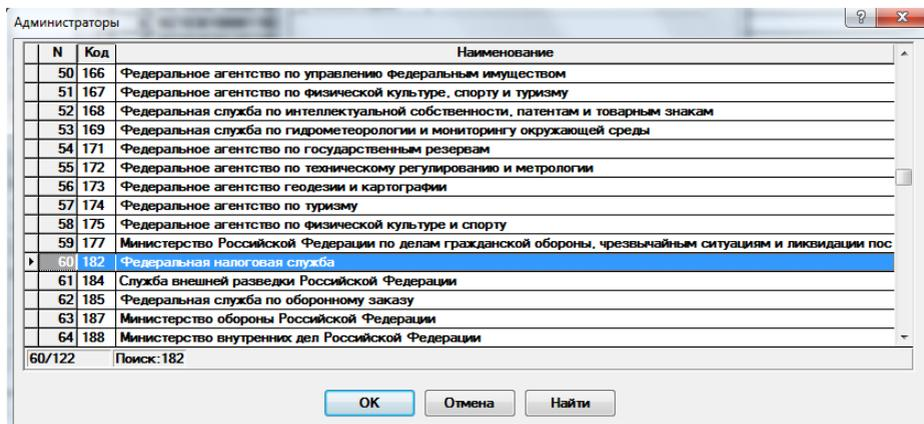 Администраторы
N Код Наименование
50 166 Федеральное агентство по управлению федеральным имуществом
51 167 Федеральное агентство по физической культуре, спорту и туризму
52 168 Федеральная служба по интеллектуальной собственности, патентам и товарным знакам
53 169 Федеральная служба по гидрометеорологии и мониторингу окружающей среды
54 171 Федеральное агентство по государственным резервам
55 172 Федеральное агентство по техническому регулированию и метрологии
56 173 Федеральное агентство геодезии и картографии
57 174 Федеральное агентство по туризму
58 175 Федеральное агентство по физической культуре и спорту
59 177 Министерство Российской Федерации по делам гражданской обороны, чрезвычайным ситуациям и ликвидации пос
60 182 Федеральная налоговая служба
61 184 Служба внешней разведки Российской Федерации
62 185 Федеральная служба по оборонному заказу
63 187 Министерство обороны Российской Федерации
64 188 Министерство внутренних дел Российской Федерации
60/122 Поиск:182
OK Отмена Найти